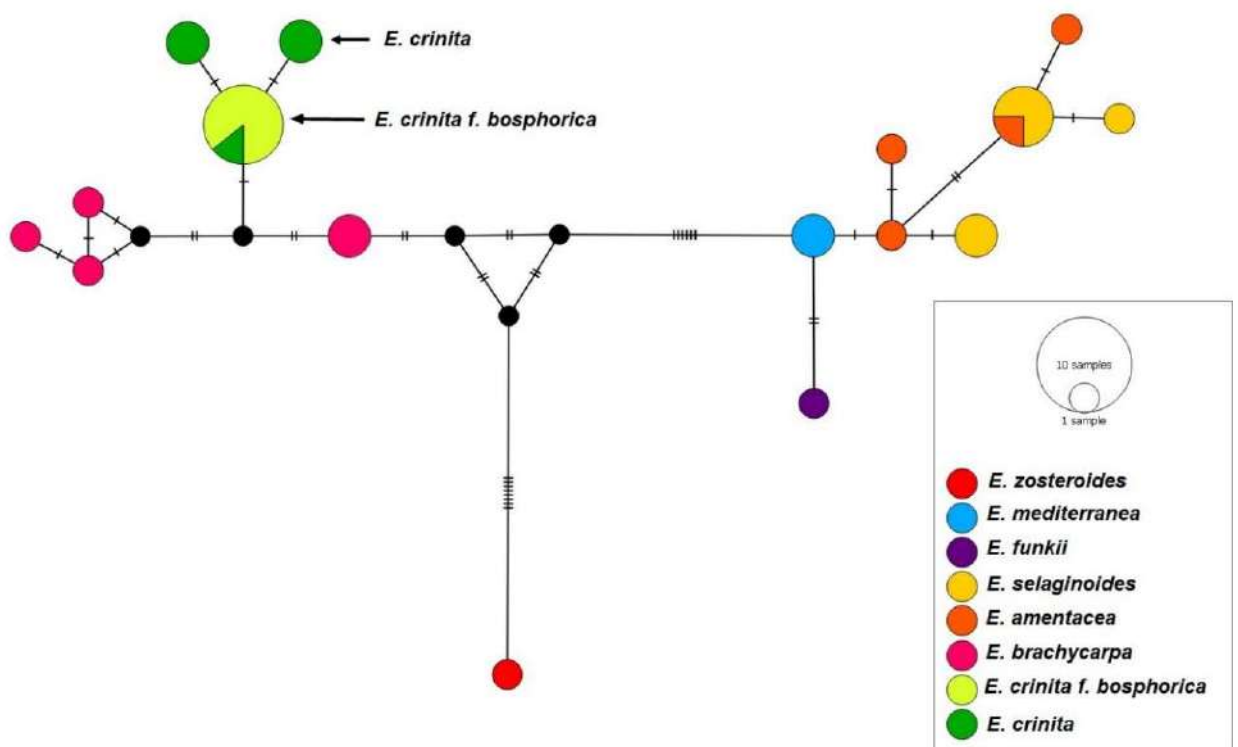 E. crinita
E. crinita f. bosphorica
10 samples
1 sample
E. zosteroides
E. mediterranea
E. funkii
E. selaginoides
E. amentacea
E. brachycarpa
E. crinita f. bosphorica
E. crinita